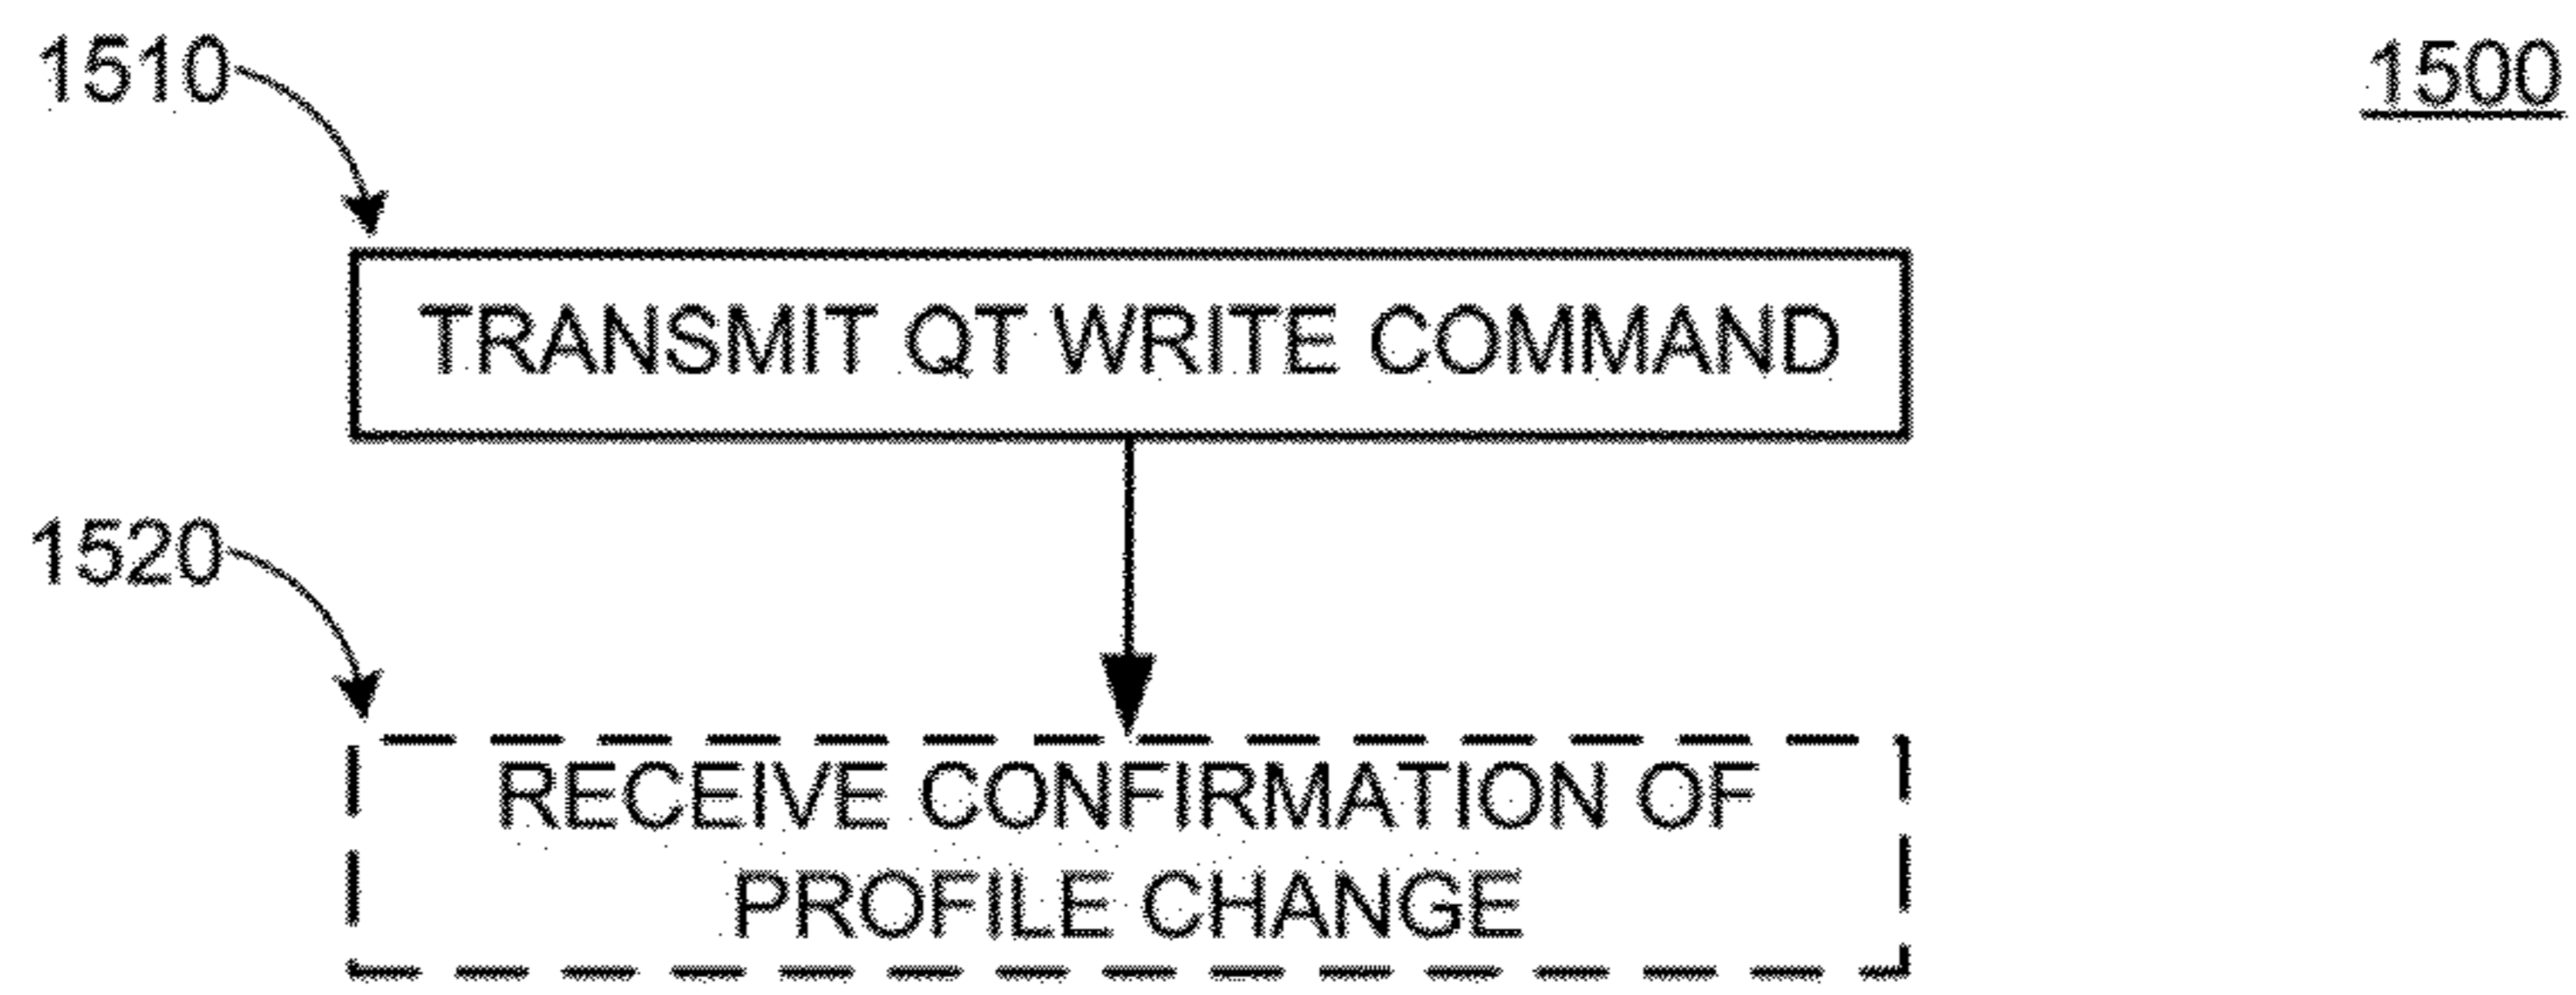 1510
1500
TRANSMIT QT WRITE COMMAND
1520
RECEIVE CONFIRMATION OF
PROFILE CHANGE